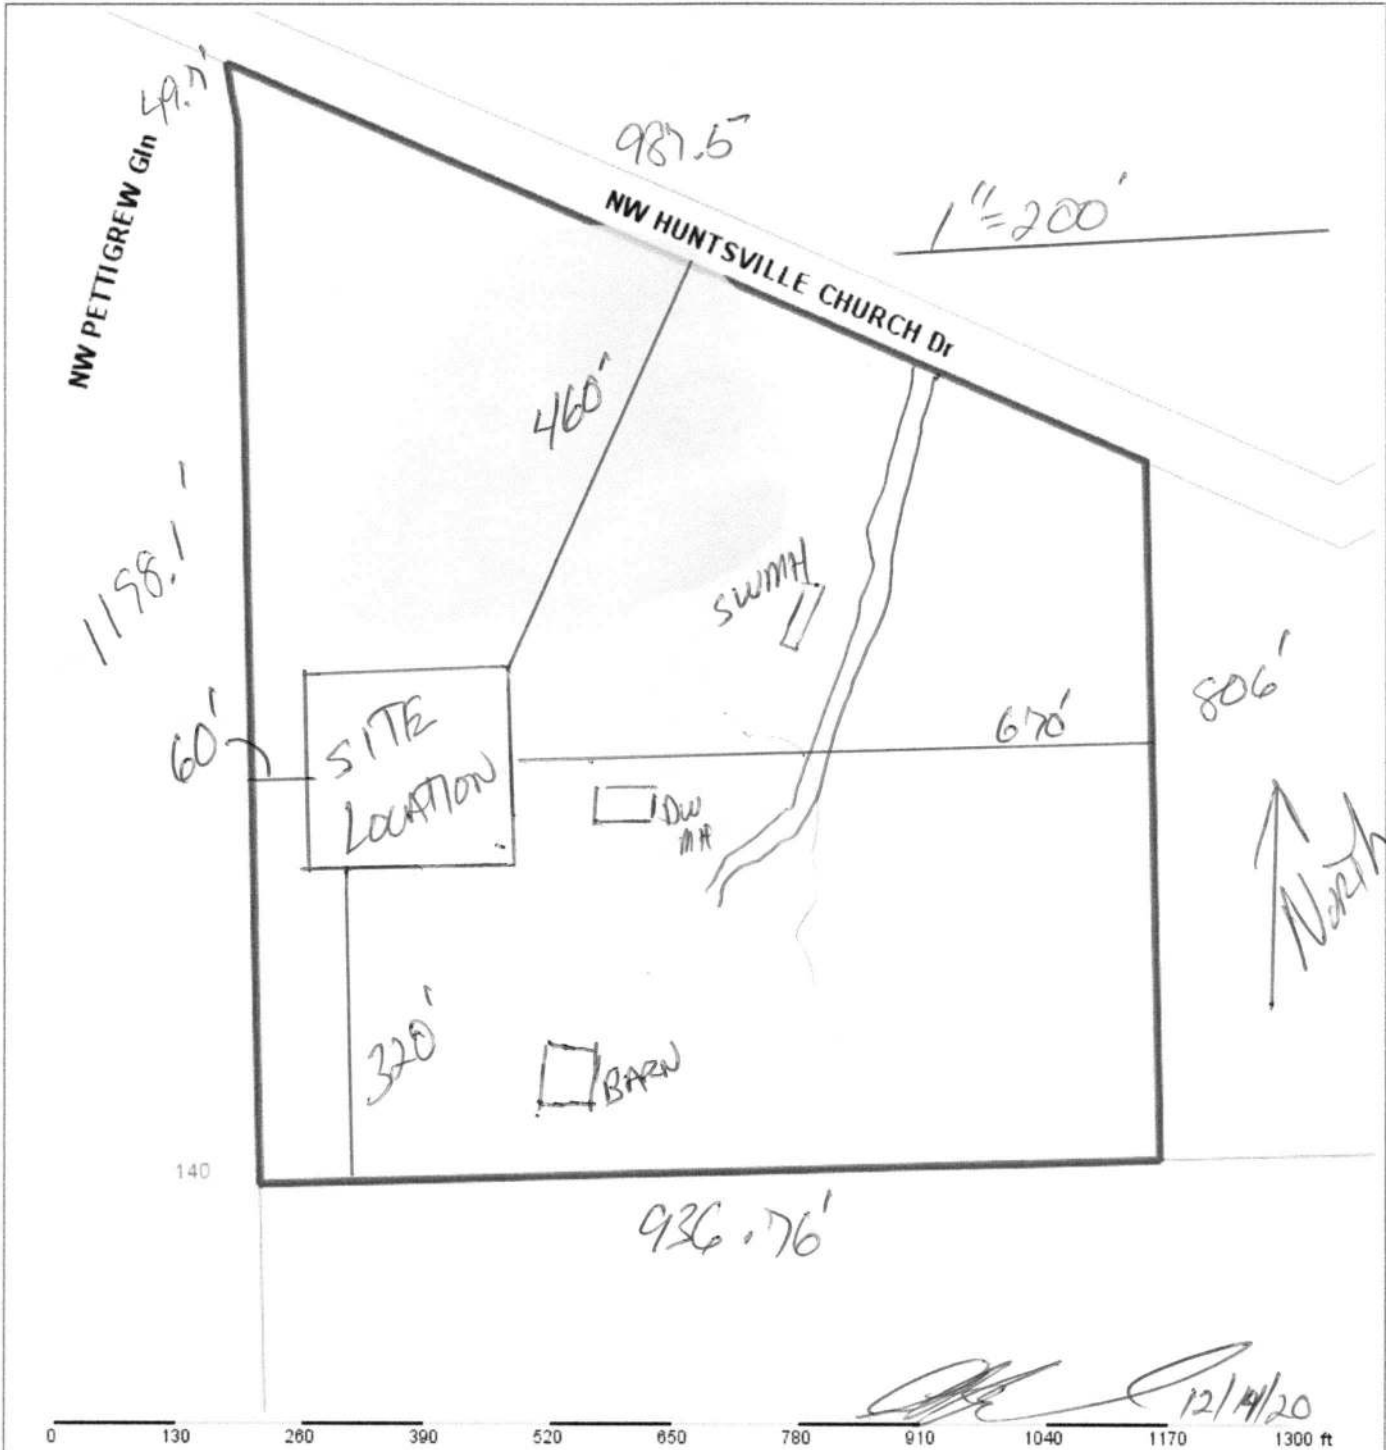 49.7'
987.5
1"=200'
NW PETTIGREW Gln
NW HUNTSVILLE CHURCH Dr
460'
1198.1'
SWMH
806'
670'
60'
SITE
LOCATION
DW
MH
North
320'
BARN
140
936.76'
12/14/20
0 130 260 390 520 650 780 910 1040 1170 1300 ft